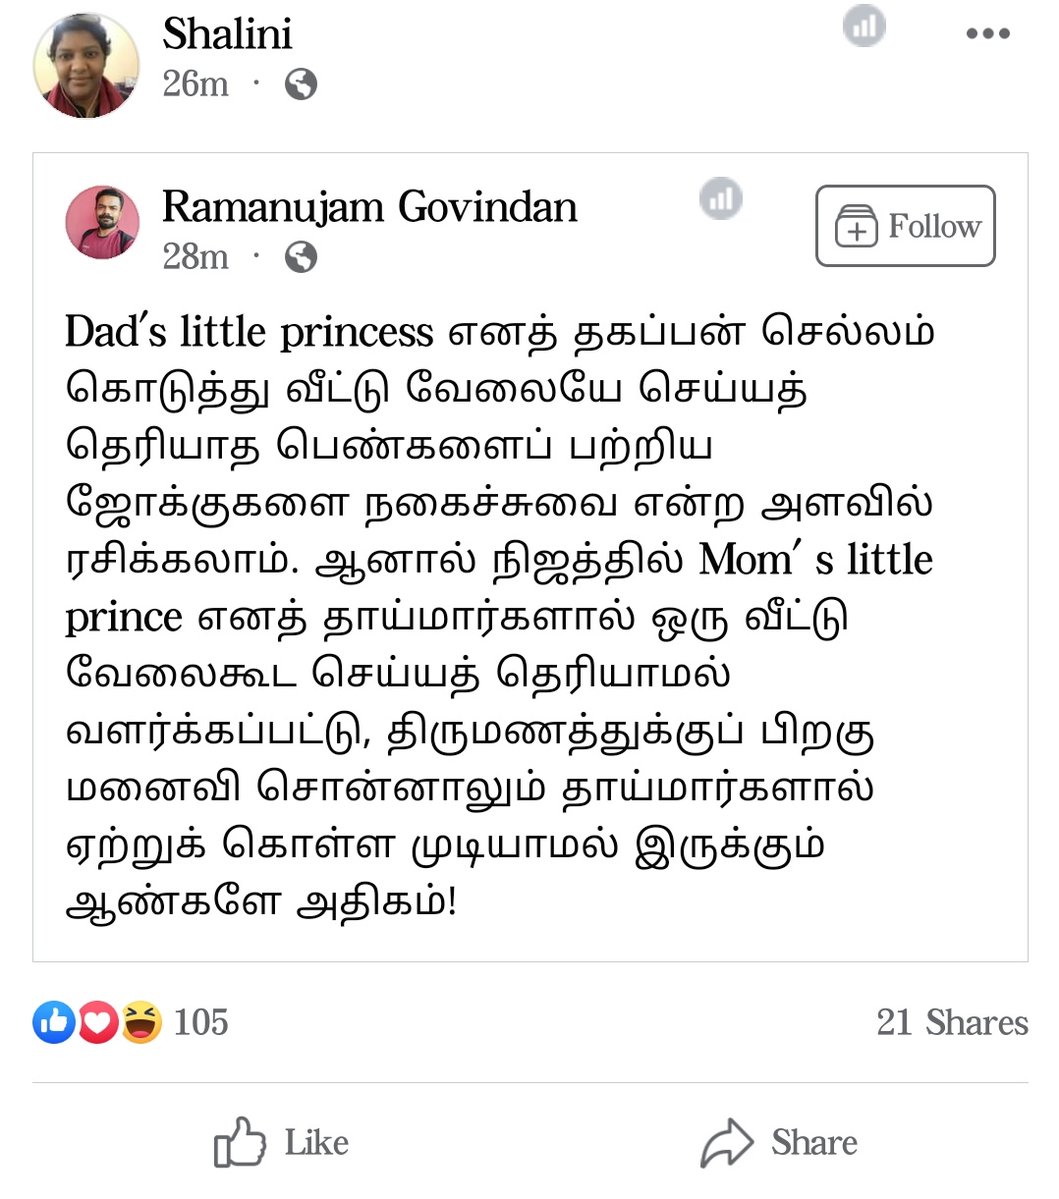 Shalini
26m ·
Ramanujam Govindan
28m ·
Follow
Dad's little princess எனத் தகப்பன் செல்லம்
கொடுத்து வீட்டு வேலையே செய்யத்
தெரியாத பெண்களைப் பற்றிய
ஜோக்குகளை நகைச்சுவை என்ற அளவில்
ரசிக்கலாம். ஆனால் நிஜத்தில் Mom' s little
prince எனத் தாய்மார்களால் ஒரு வீட்டு
வேலைகூட செய்யத் தெரியாமல்
வளர்க்கப்பட்டு, திருமணத்துக்குப் பிறகு
மனைவி சொன்னாலும் தாய்மார்களால்
ஏற்றுக் கொள்ள முடியாமல் இருக்கும்
ஆண்களே அதிகம்!
105 21 Shares
Like Share